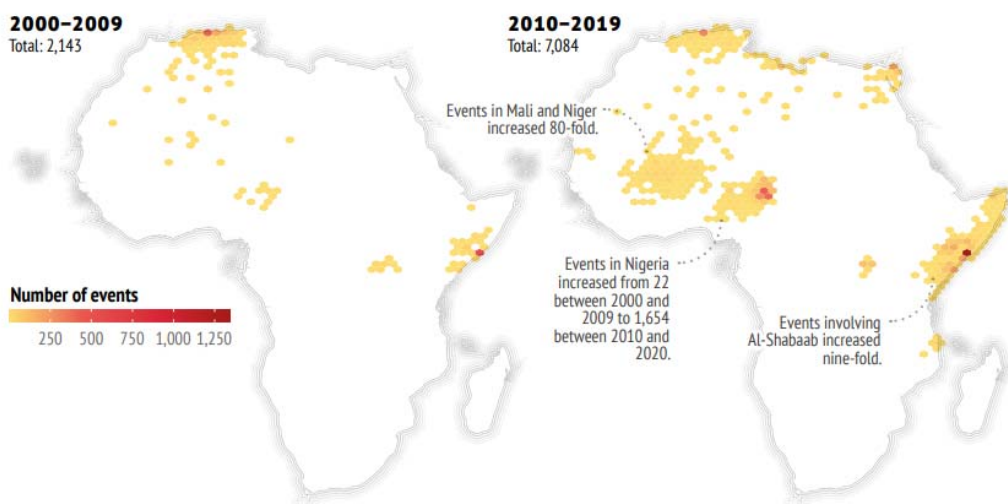 2000–2009
Total: 2,143
Number of events
250 500 750 1,000 1,250
2010–2019
Total: 7,084
Events in Mali and Niger
increased 80-fold.
Events in Nigeria
increased from 22
between 2000 and
2009 to 1,654
between 2010 and
2020.
Events involving
Al-Shabaab increased
nine-fold.